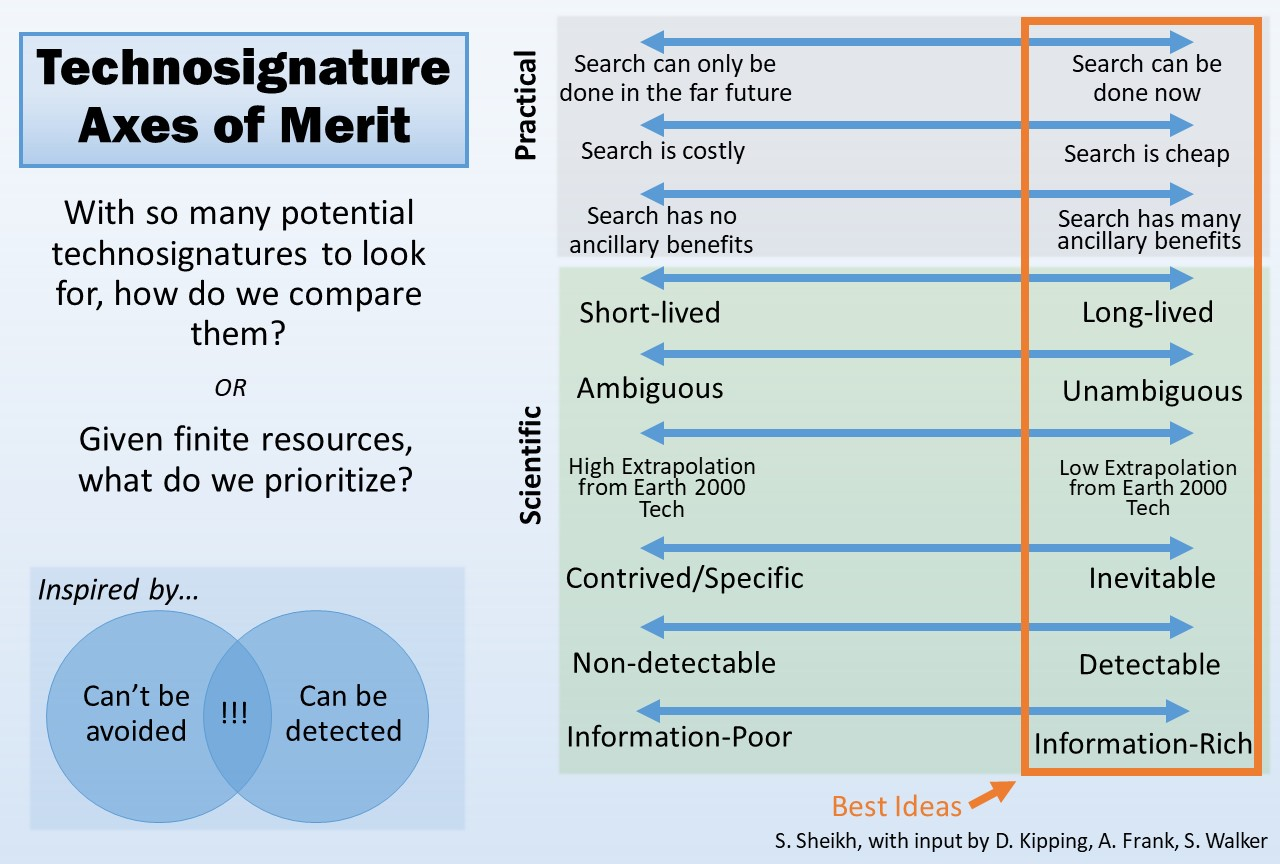 Technosignature
Axes of Merit
With so many potential
technosignatures to look
for, how do we compare
them?
OR
Given finite resources,
what do we prioritize?
Inspired by...
Can't be
avoided
!!!
Can be
detected
Practical
Search can only be
done in the far future
Search can be
done now
Search is costly
Search is cheap
Search has no
ancillary benefits
Search has many
ancillary benefits
Scientific
Short-lived
Long-lived
Ambiguous
Unambiguous
High Extrapolation
from Earth 2000
Tech
Low Extrapolation
from Earth 2000
Tech
Contrived/Specific
Inevitable
Non-detectable
Detectable
Information-Poor
Information-Rich
Best Ideas
S. Sheikh, with input by D. Kipping, A. Frank, S. Walker